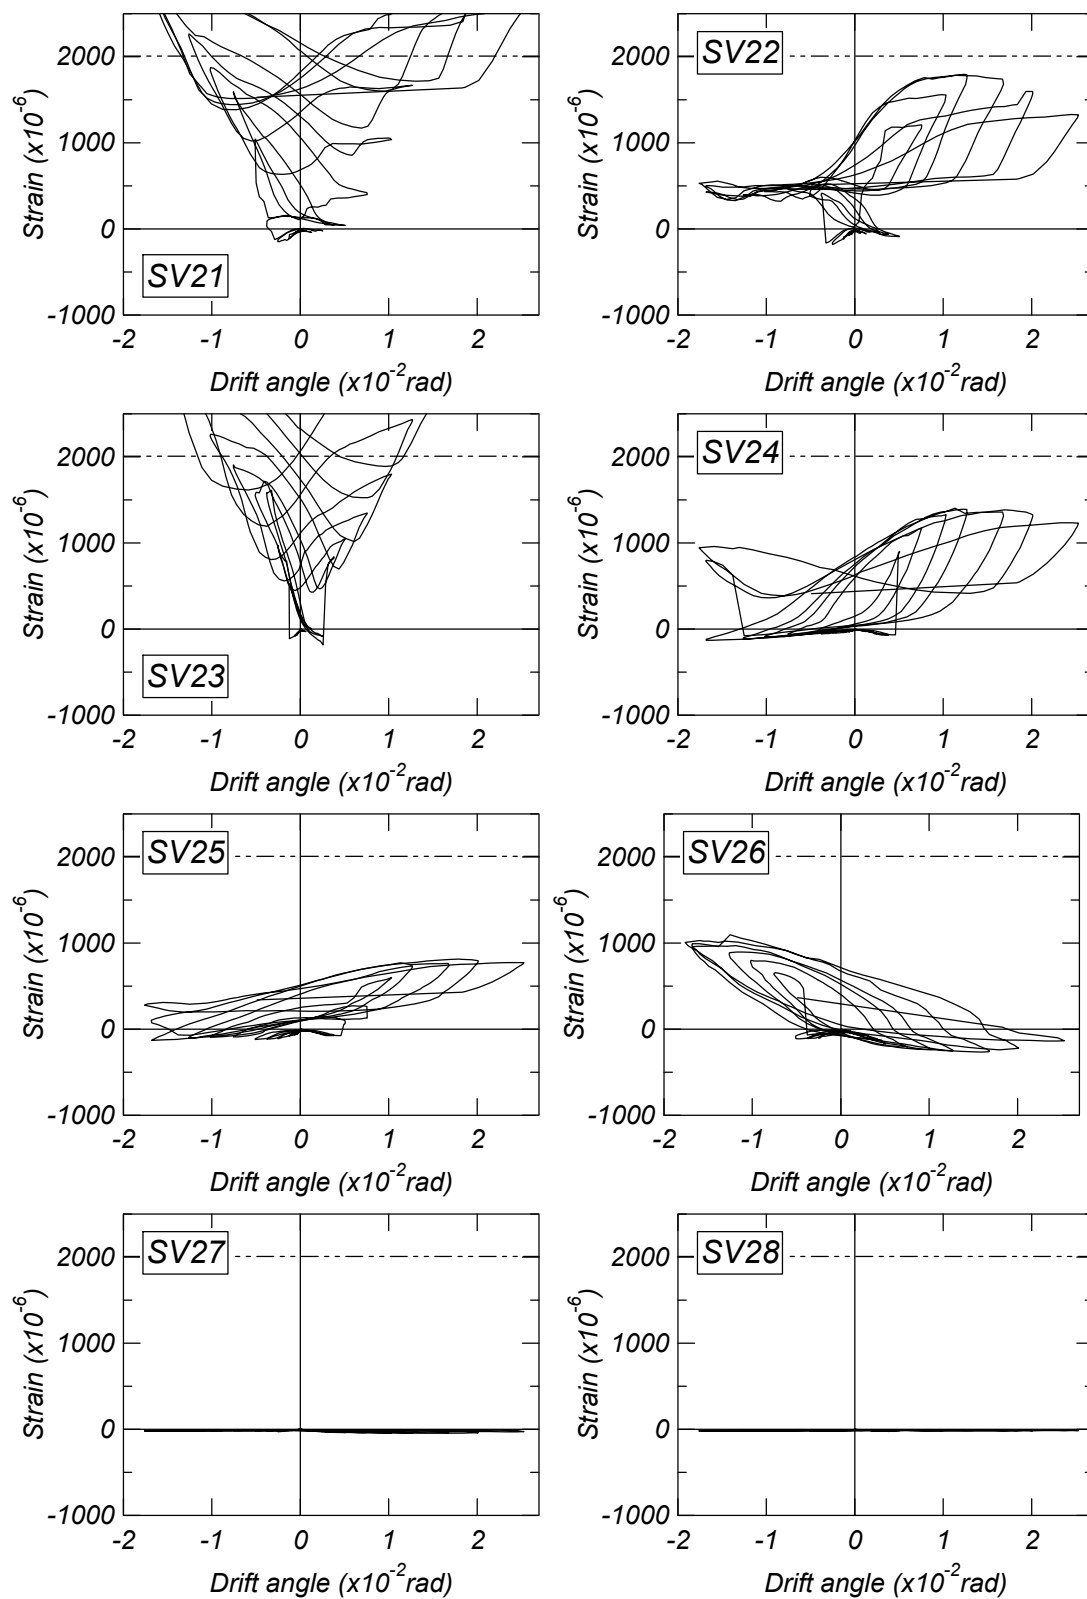 2000
1000
0
-1000
Strain (x10-6)
SV21
-2 -1 0 1 2
Drift angle (x10-2rad)
2000
1000
0
-1000
Strain (x10-6)
SV22
-2 -1 0 1 2
Drift angle (x10-2rad)
2000
1000
0
-1000
Strain (x10-6)
SV23
-2 -1 0 1 2
Drift angle (x10-2rad)
2000
1000
0
-1000
Strain (x10-6)
SV24
-2 -1 0 1 2
Drift angle (x10-2rad)
2000
1000
0
-1000
Strain (x10-6)
SV25
-2 -1 0 1 2
Drift angle (x10-2rad)
2000
1000
0
-1000
Strain (x10-6)
SV26
-2 -1 0 1 2
Drift angle (x10-2rad)
2000
1000
0
-1000
Strain (x10-6)
SV27
-2 -1 0 1 2
Drift angle (x10-2rad)
2000
1000
0
-1000
Strain (x10-6)
SV28
-2 -1 0 1 2
Drift angle (x10-2rad)